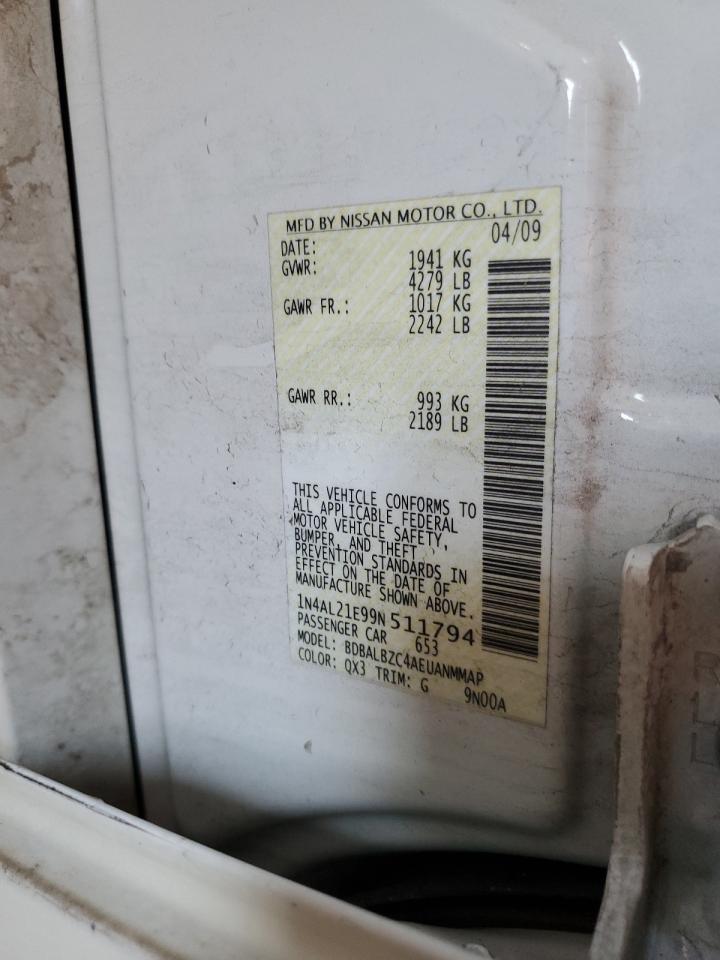 MFD BY NISSAN MOTOR CO., LTD.
DATE: 04/09
GVWR: 1941 KG
4279 LB
GAWR FR.: 1017 KG
2242 LB
GAWR RR.: 993 KG
2189 LB
THIS VEHICLE CONFORMS TO
ALL APPLICABLE FEDERAL
MOTOR VEHICLE SAFETY,
BUMPER, AND THEFT
PREVENTION STANDARDS IN
EFFECT ON THE DATE OF
MANUFACTURE SHOWN ABOVE.
1N4AL21E99N 511794
PASSENGER CAR 653
MODEL: BDBALBZC4AEUANMMAP
COLOR: QX3 TRIM: G 9N00A